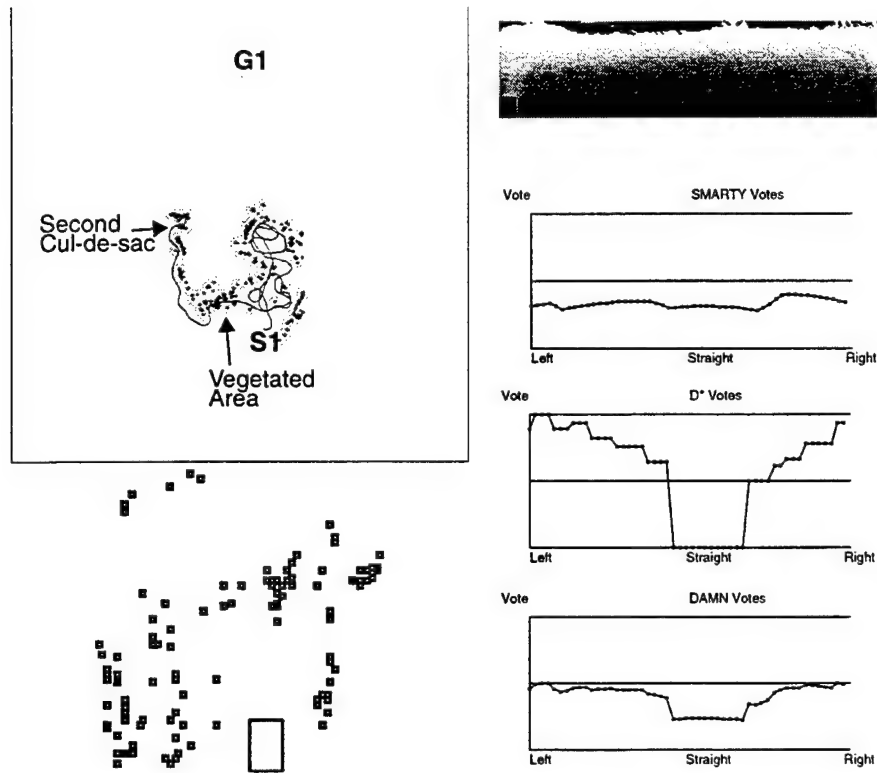 G1
Second
Cul-de-sac
S1
Vegetated
Area
Vote SMARTY Votes
Left Straight Right
Vote D* Votes
Left Straight Right
Vote DAMN Votes
Left Straight Right